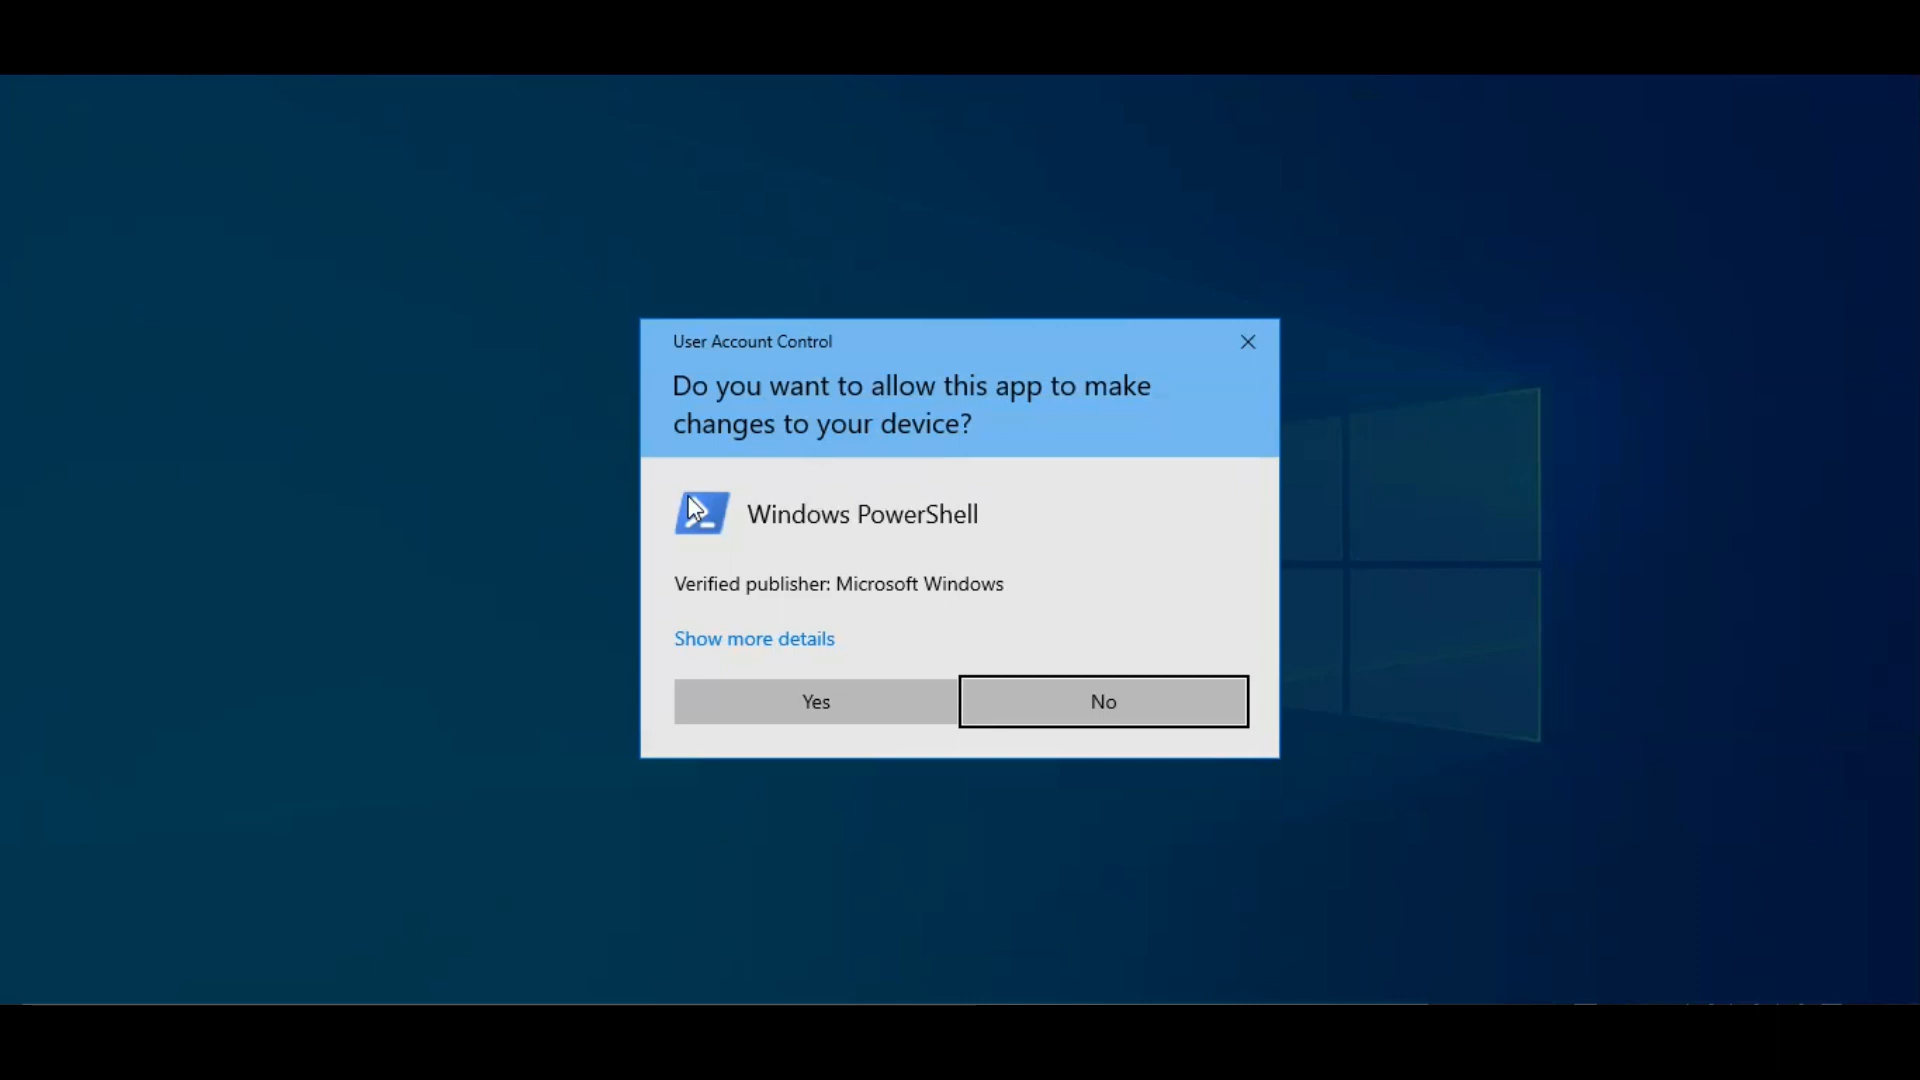 User Account Control
Do you want to allow this app to make
changes to your device?
Windows PowerShell
Verified publisher: Microsoft Windows
Show more details
Yes
No